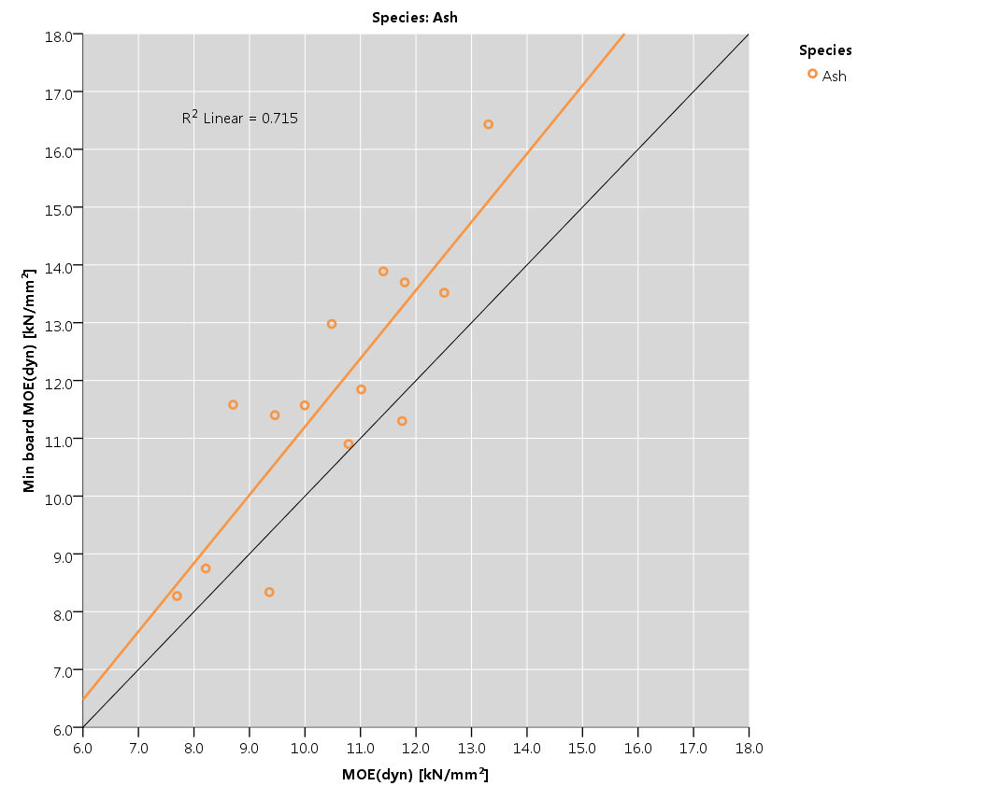 Species: Ash
Species
Ash
R² Linear = 0.715
Min board MOE(dyn) [kN/mm²]
18.0
17.0
16.0
15.0
14.0
13.0
12.0
11.0
10.0
9.0
8.0
7.0
6.0
6.0 7.0 8.0 9.0 10.0 11.0 12.0 13.0 14.0 15.0 16.0 17.0 18.0
MOE(dyn) [kN/mm²]